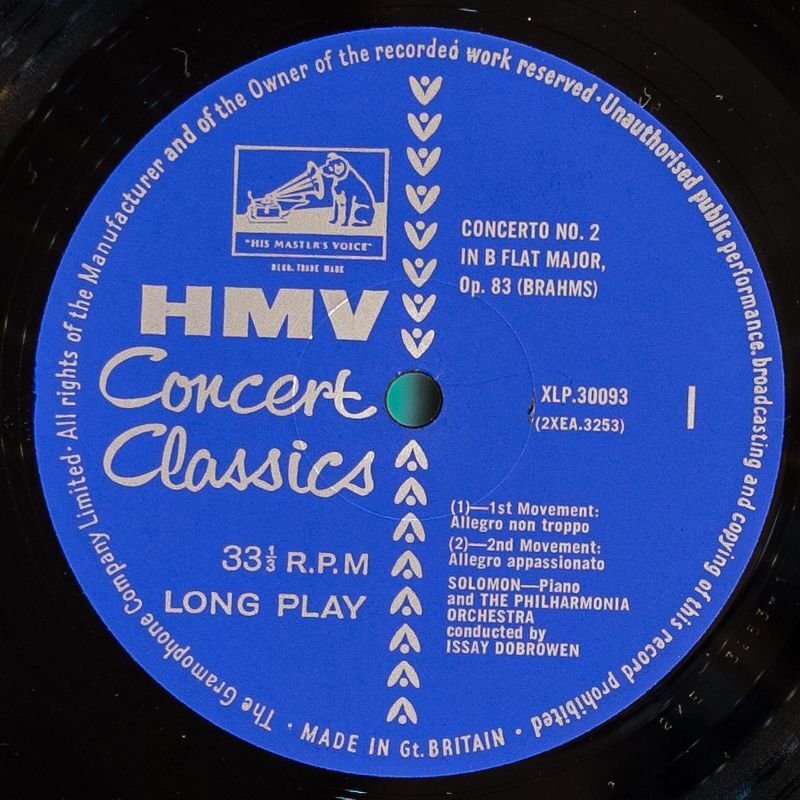 The Gramophone Company Limited · All rights of the Manufacturer and of the Owner of the recorded work reserved · Unauthorised public performance, broadcasting and copying of this record prohibited ·
"HIS MASTER'S VOICE"
REGD. TRADE MARK
HMV
Concert
Classics
33⅓ R.P.M
LONG PLAY
CONCERTO NO. 2
IN B FLAT MAJOR,
Op. 83 (BRAHMS)
XLP.30093
(2XEA.3253)
1
(1)—1st Movement:
Allegro non troppo
(2)—2nd Movement:
Allegro appassionato
SOLOMON—Piano
and THE PHILHARMONIA
ORCHESTRA
conducted by
ISSAY DOBROWEN
MADE IN Gt. BRITAIN ·